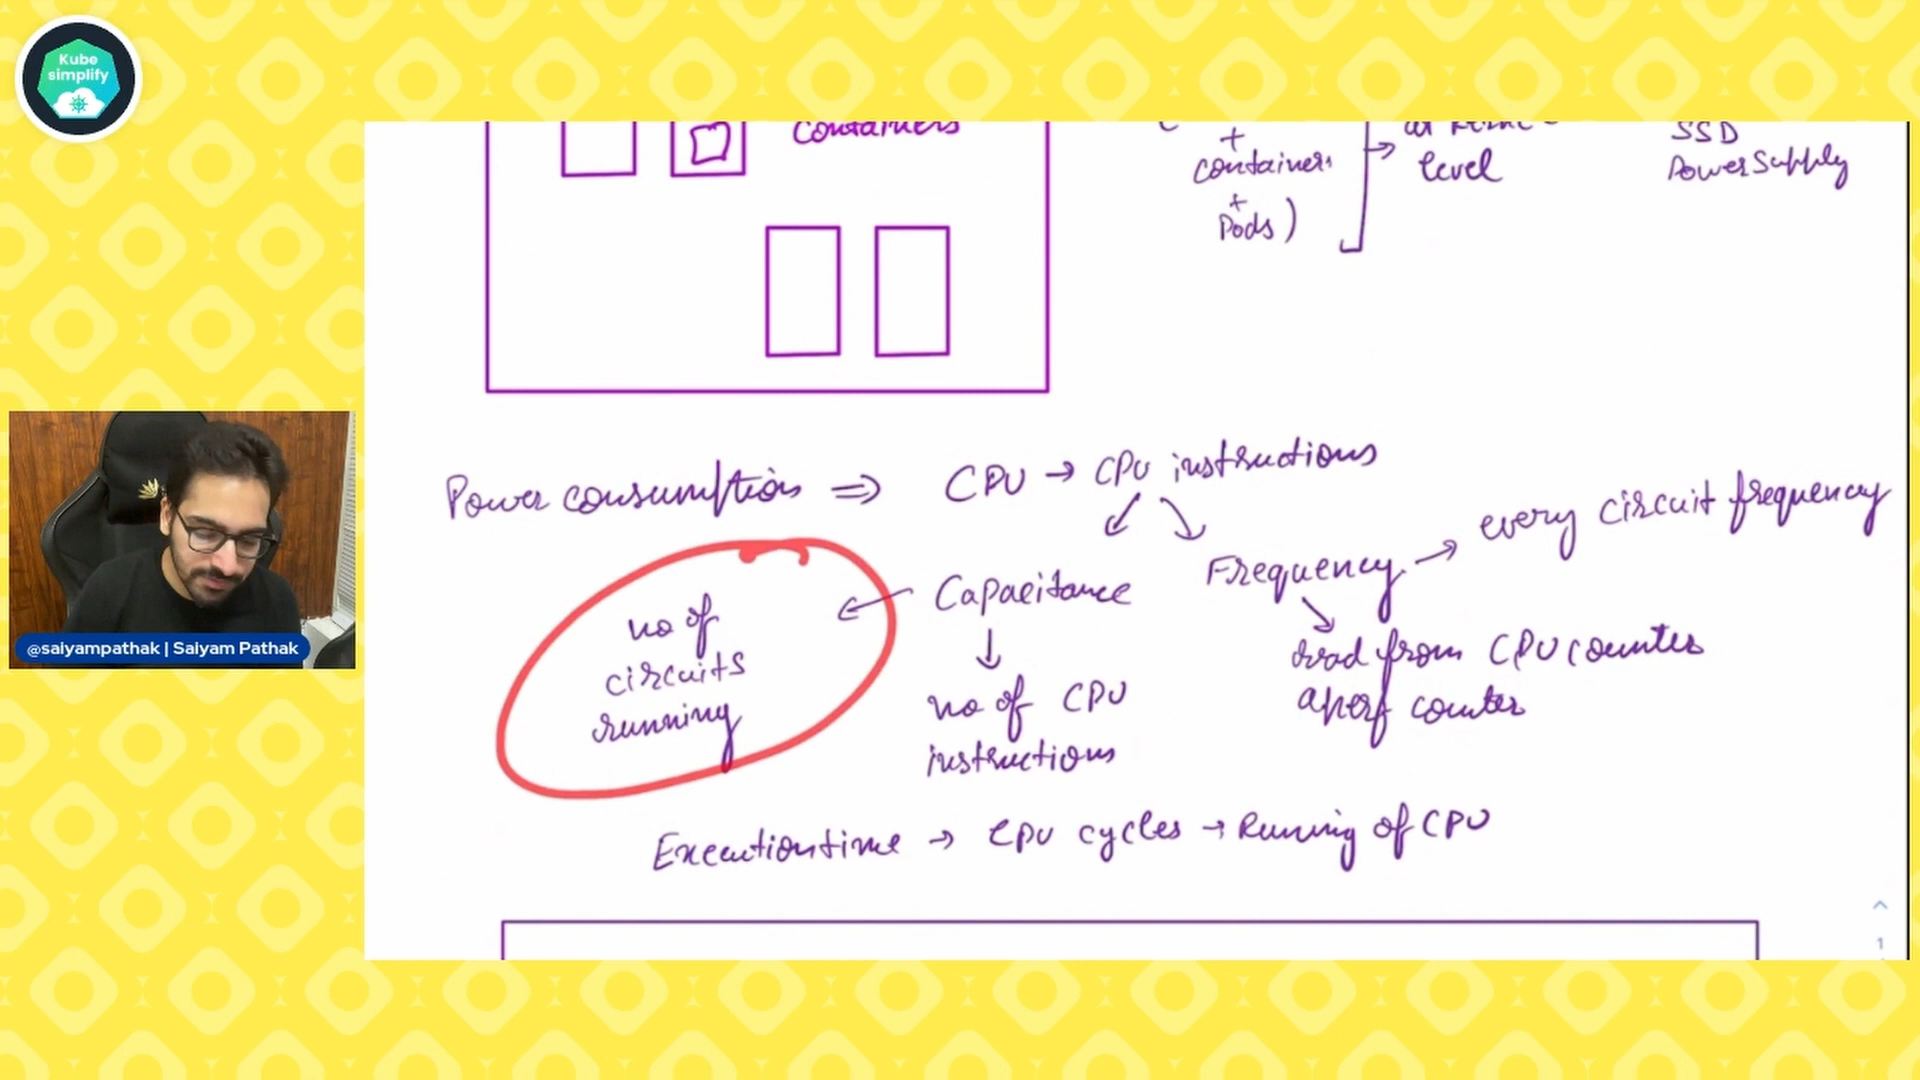 Kube
simplify
containers
+
containers
+
Pods)
level
SSD
Power Supply
Power consumption ⇒ CPU → CPU instructions
Capacitance
Frequency → every circuit frequency
no of
circuits
running
no of CPU
instructions
read from CPU counter
aperf counter
Execution time → CPU cycles → Running of CPU
@saiyampathak | Saiyam Pathak
1